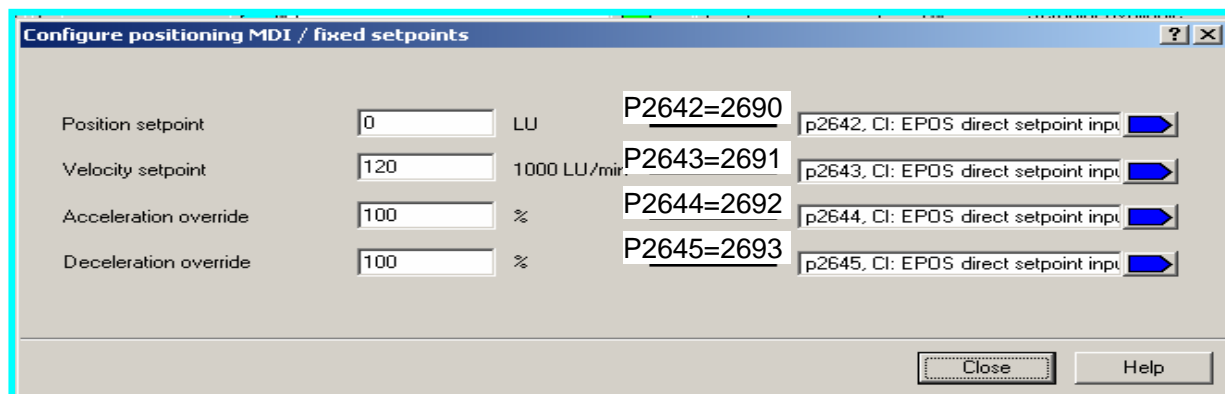 Configure positioning MDI / fixed setpoints
Position setpoint 0 LU P2642=2690 p2642, CI: EPOS direct setpoint inpu
Velocity setpoint 120 1000 LU/min P2643=2691 p2643, CI: EPOS direct setpoint inpu
Acceleration override 100 % P2644=2692 p2644, CI: EPOS direct setpoint inpu
Deceleration override 100 % P2645=2693 p2645, CI: EPOS direct setpoint inpu
Close Help